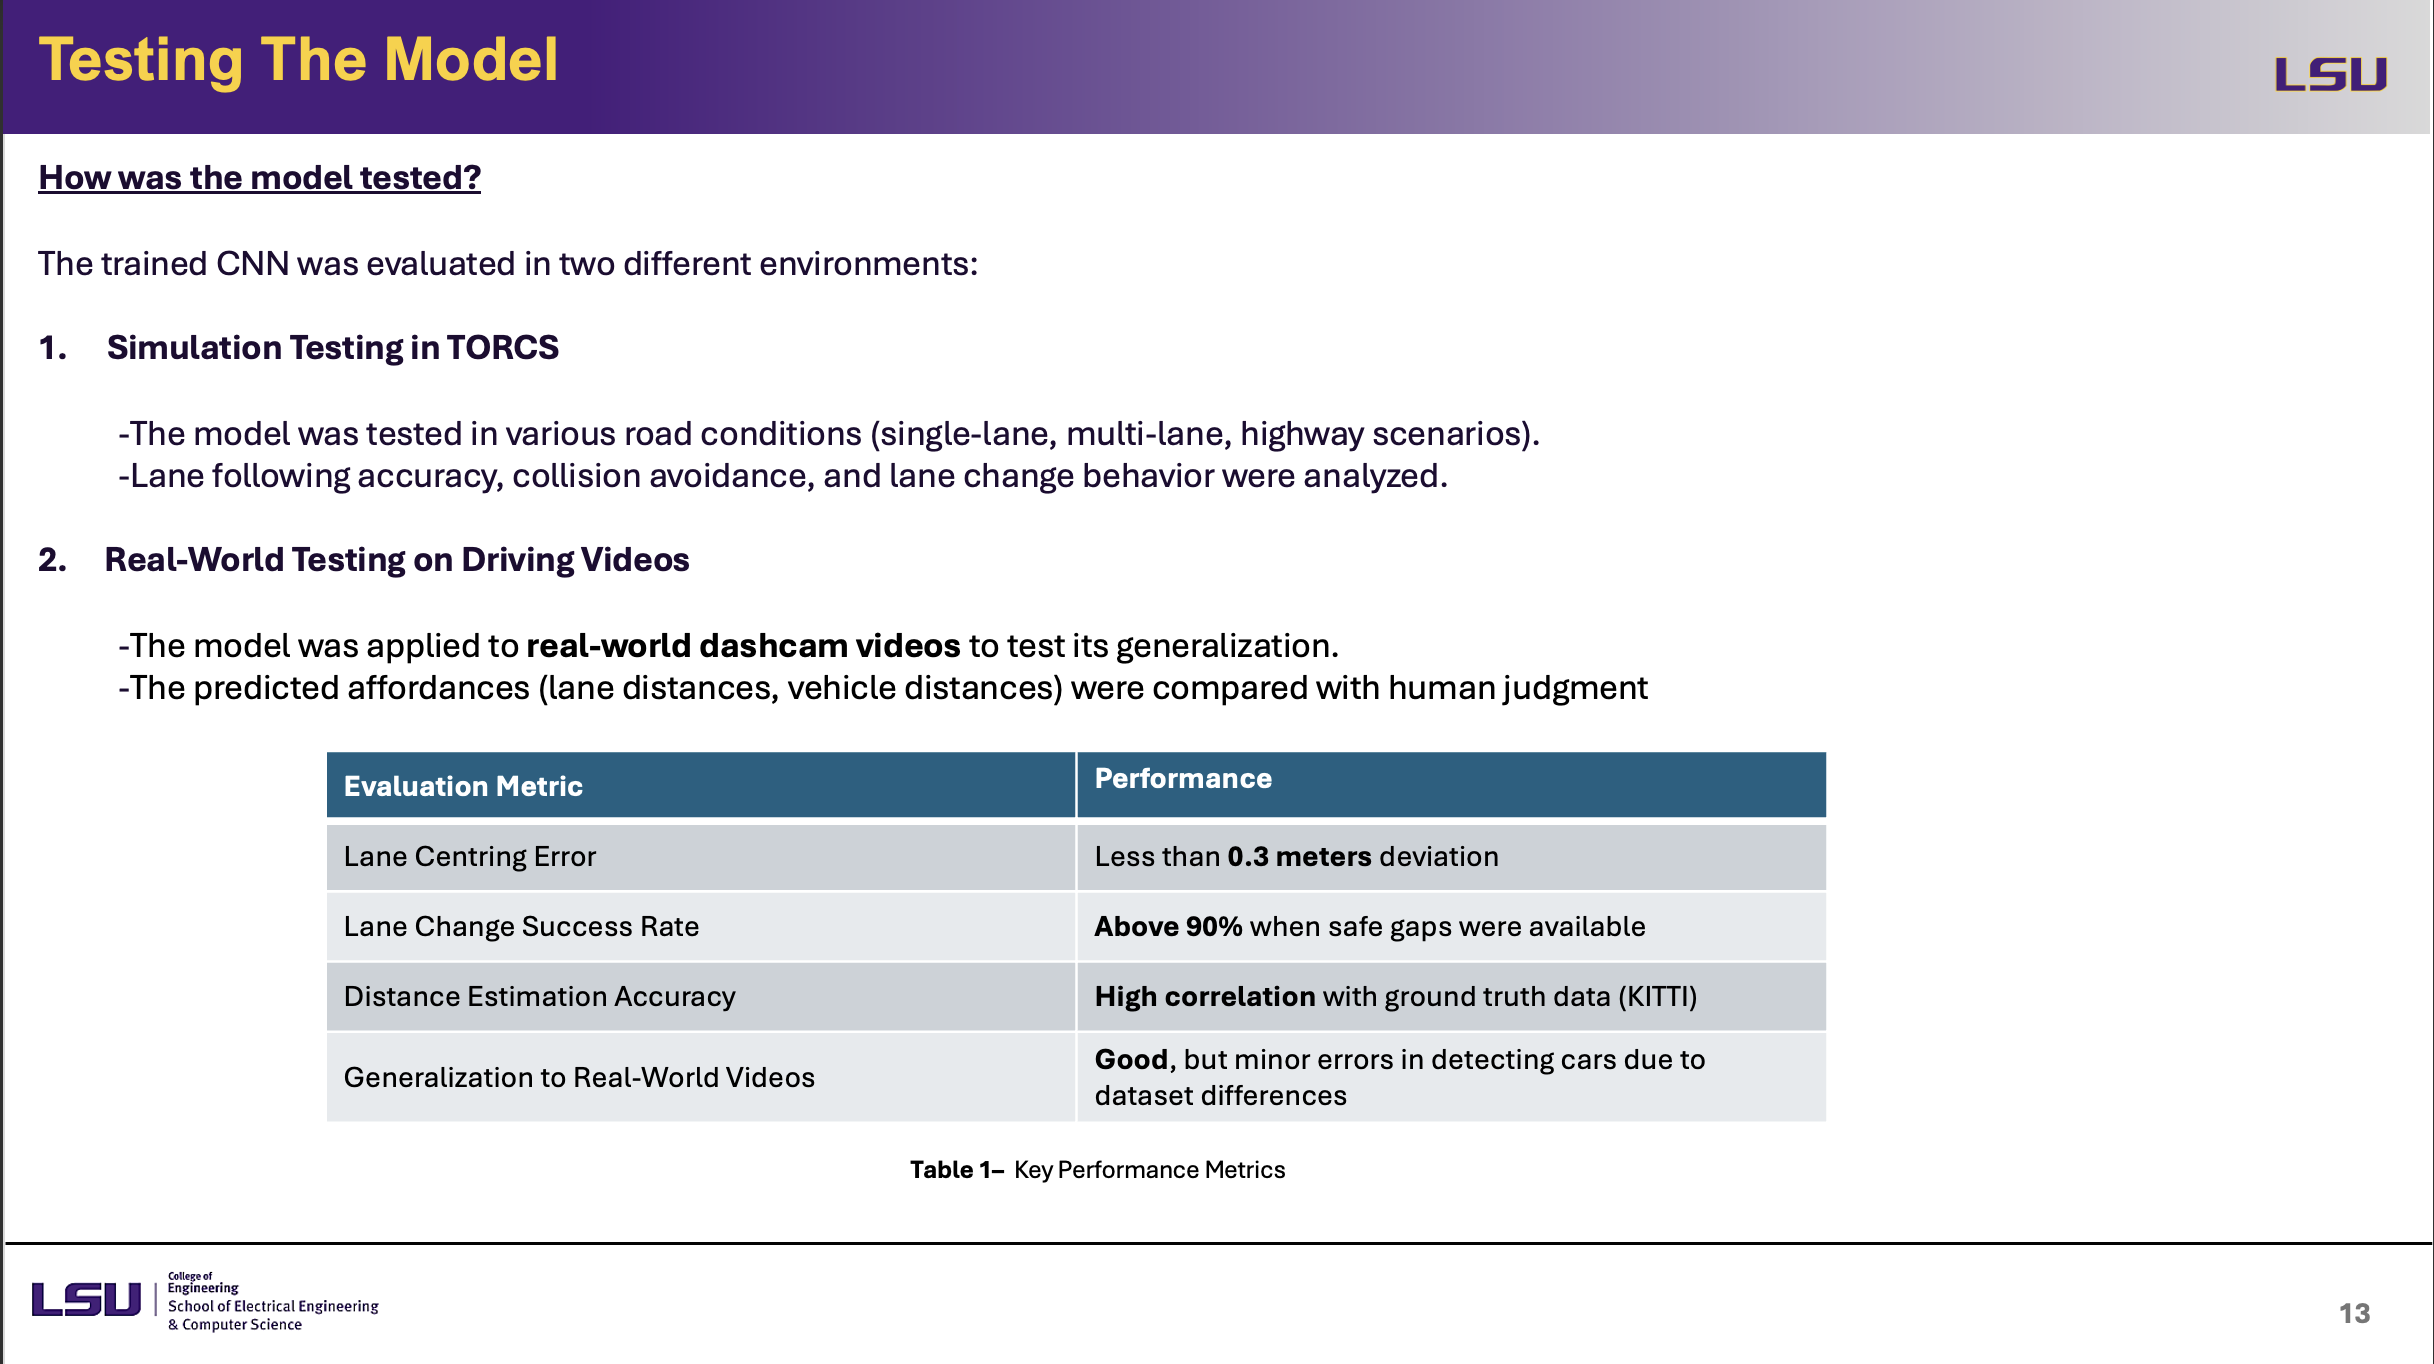 Testing The Model
LSU
How was the model tested?
The trained CNN was evaluated in two different environments:
1. Simulation Testing in TORCS
-The model was tested in various road conditions (single-lane, multi-lane, highway scenarios).
-Lane following accuracy, collision avoidance, and lane change behavior were analyzed.
2. Real-World Testing on Driving Videos
-The model was applied to real-world dashcam videos to test its generalization.
-The predicted affordances (lane distances, vehicle distances) were compared with human judgment
Evaluation Metric Performance
Lane Centring Error Less than 0.3 meters deviation
Lane Change Success Rate Above 90% when safe gaps were available
Distance Estimation Accuracy High correlation with ground truth data (KITTI)
Generalization to Real-World Videos Good, but minor errors in detecting cars due to
dataset differences
Table 1– Key Performance Metrics
LSU
College of
Engineering
School of Electrical Engineering
& Computer Science
13